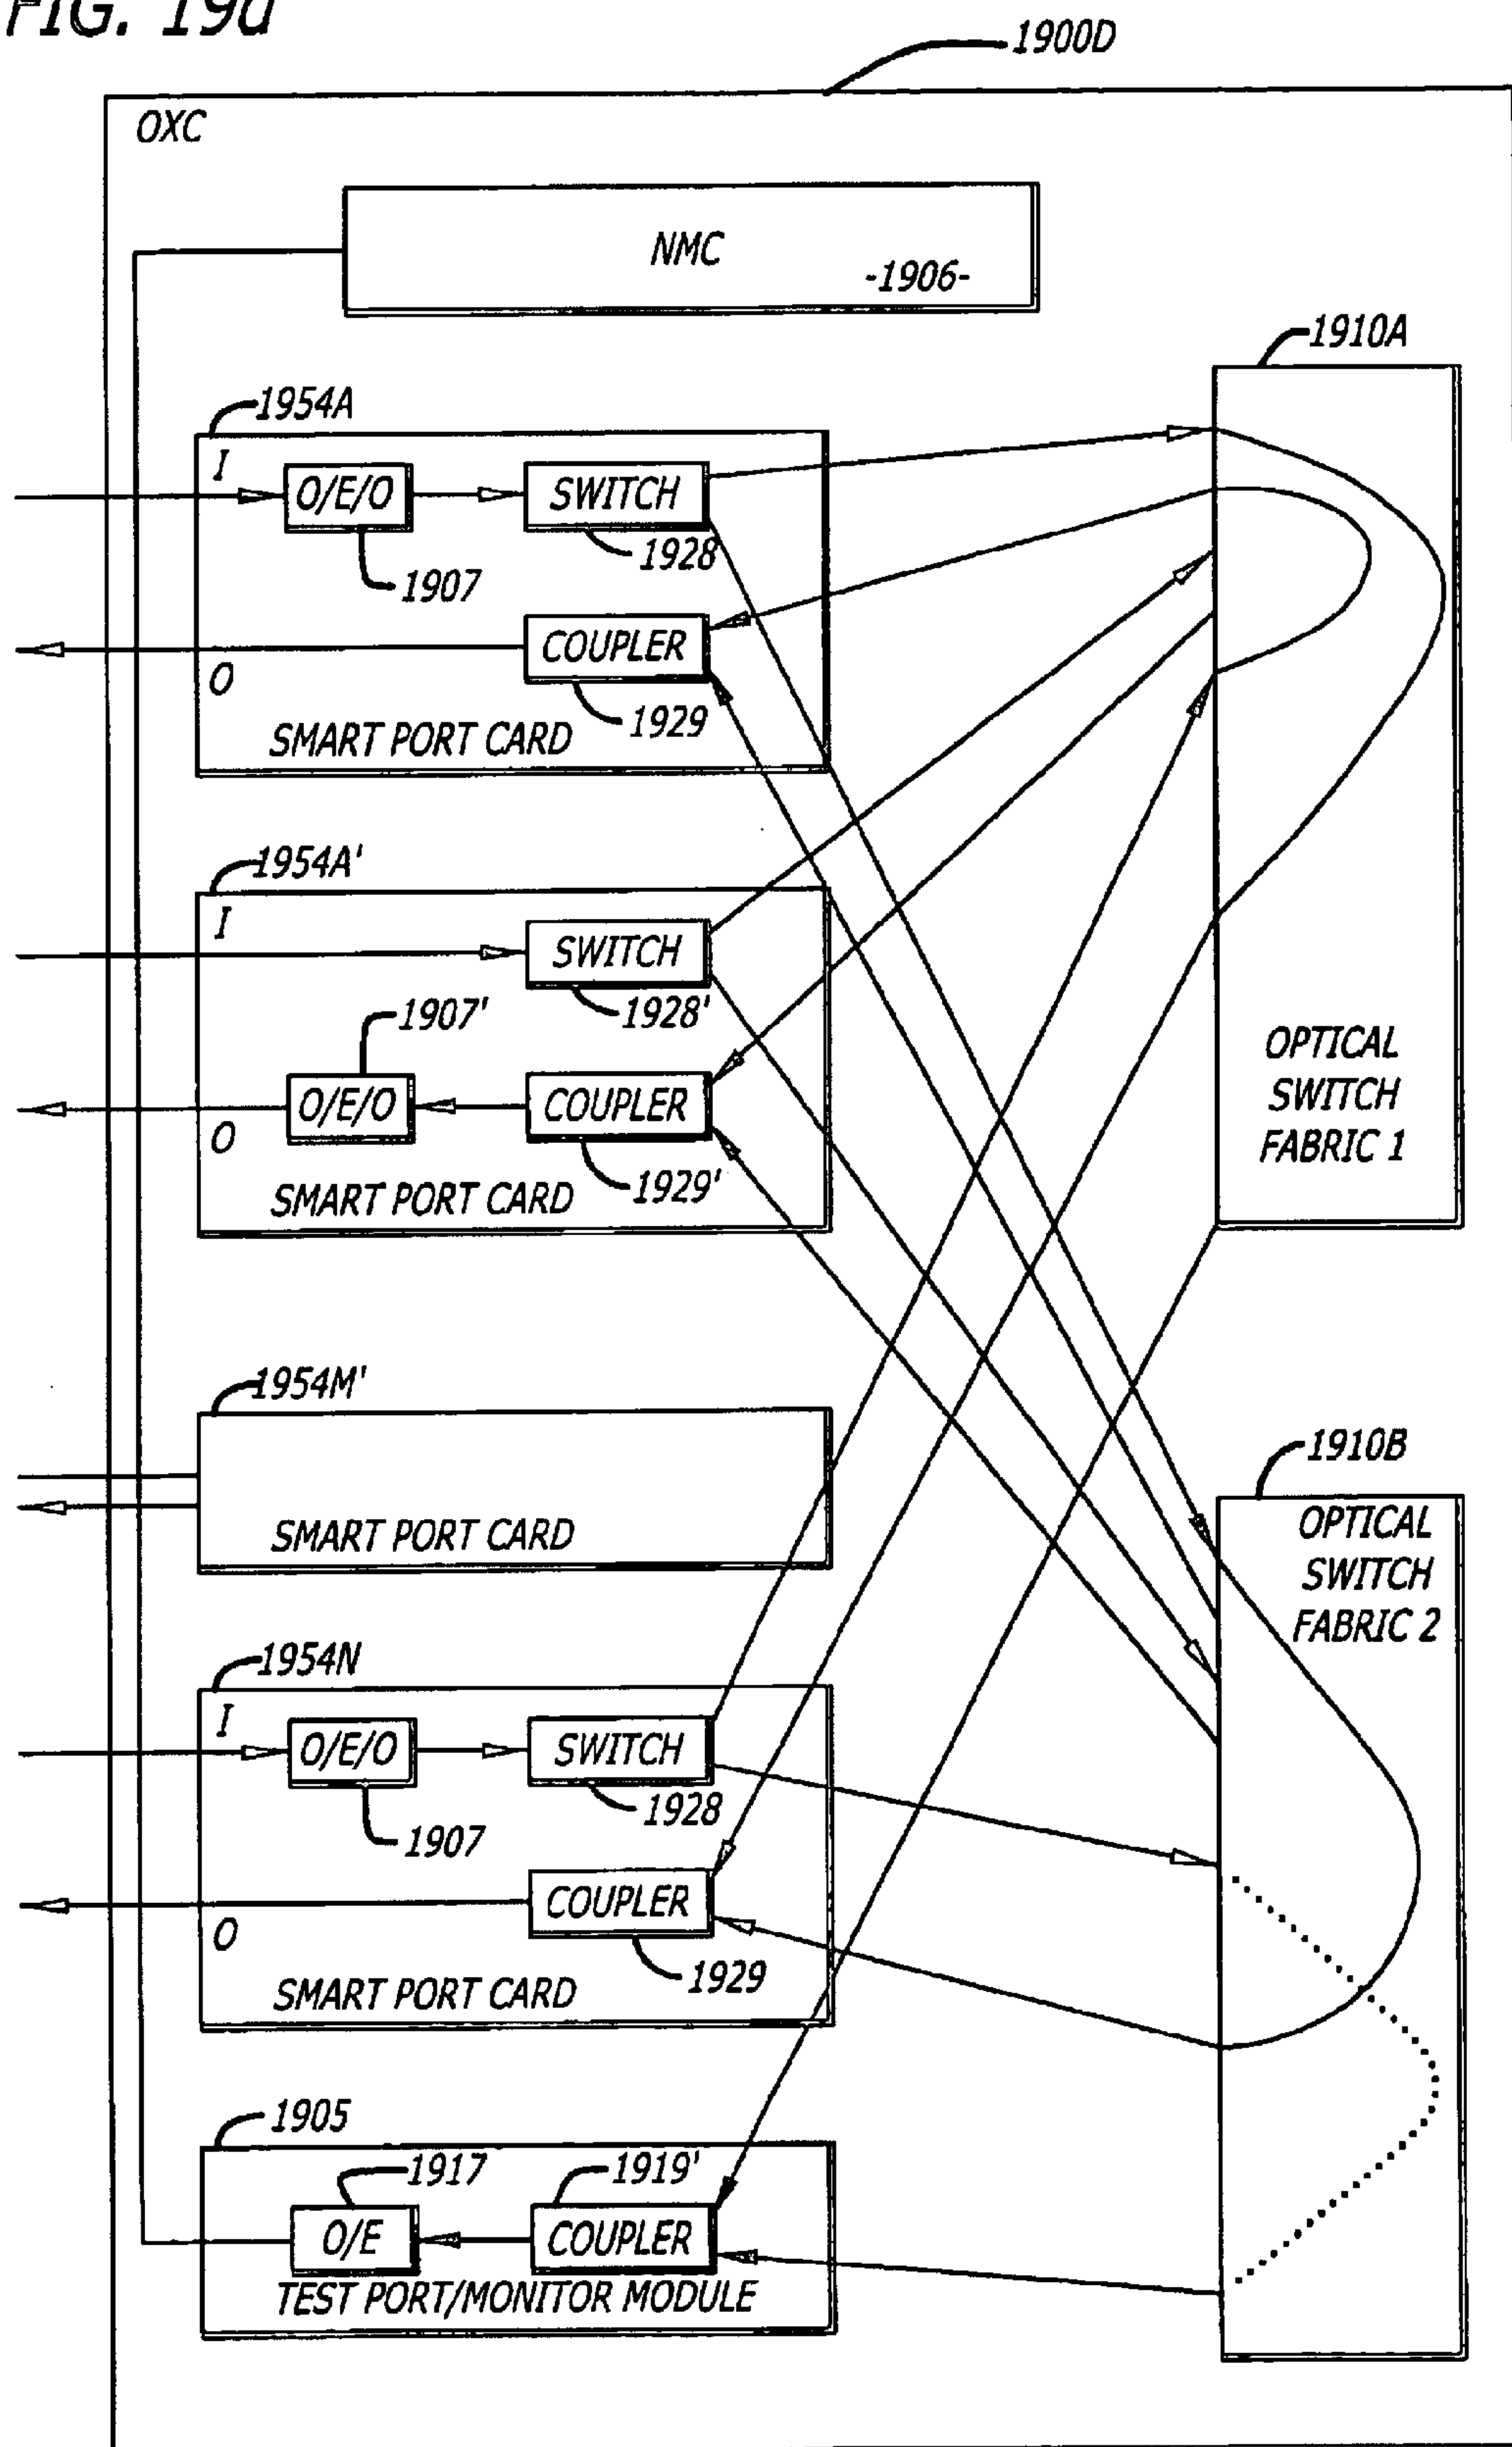 FIG. 19d
1900D
OXC
NMC
-1906-
1910A
1954A
I
O/E/O
SWITCH
1928
1907
COUPLER
O
1929
SMART PORT CARD
1954A'
I
SWITCH
1928'
1907'
OPTICAL
SWITCH
FABRIC 1
O/E/O
COUPLER
O
1929'
SMART PORT CARD
1954M'
SMART PORT CARD
1910B
OPTICAL
SWITCH
FABRIC 2
1954N
I
O/E/O
SWITCH
1928
1907
COUPLER
O
1929
SMART PORT CARD
1905
1917
1919'
O/E
COUPLER
TEST PORT/MONITOR MODULE